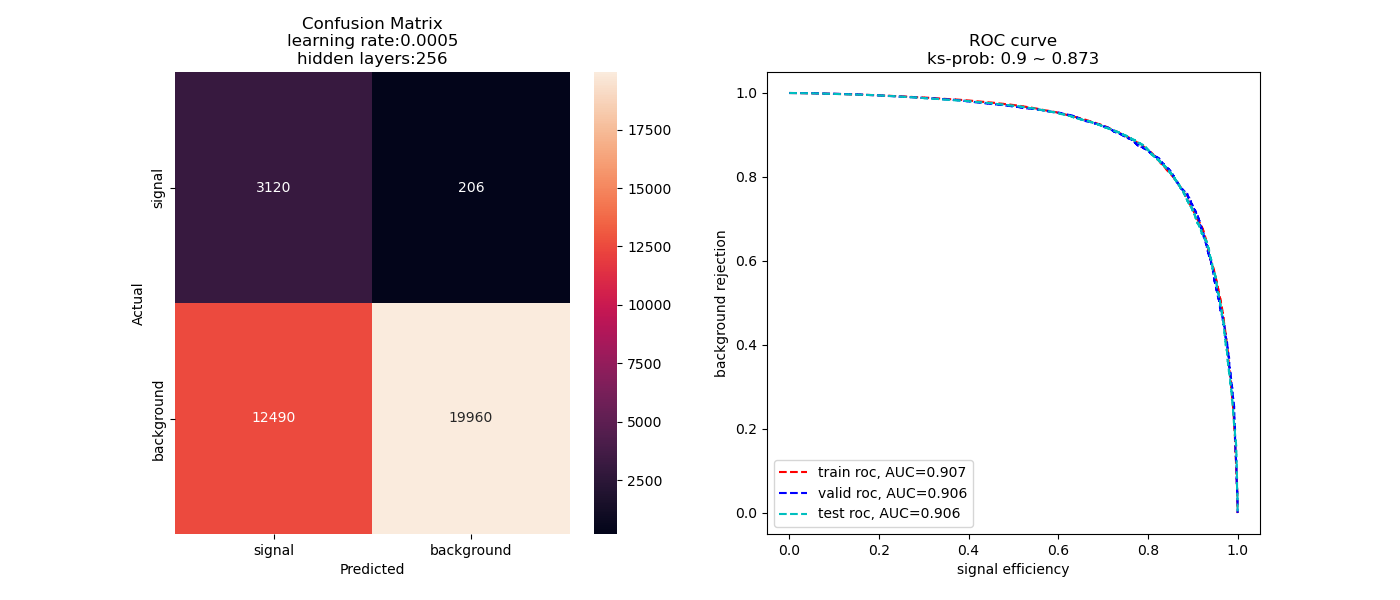 Confusion Matrix
learning rate:0.0005
hidden layers:256
signal
background
Actual
3120
206
12490
19960
signal
background
Predicted
17500
15000
12500
10000
7500
5000
2500
ROC curve
ks-prob: 0.9 ~ 0.873
background rejection
1.0
0.8
0.6
0.4
0.2
0.0
train roc, AUC=0.907
valid roc, AUC=0.906
test roc, AUC=0.906
0.0
0.2
0.4
0.6
0.8
1.0
signal efficiency